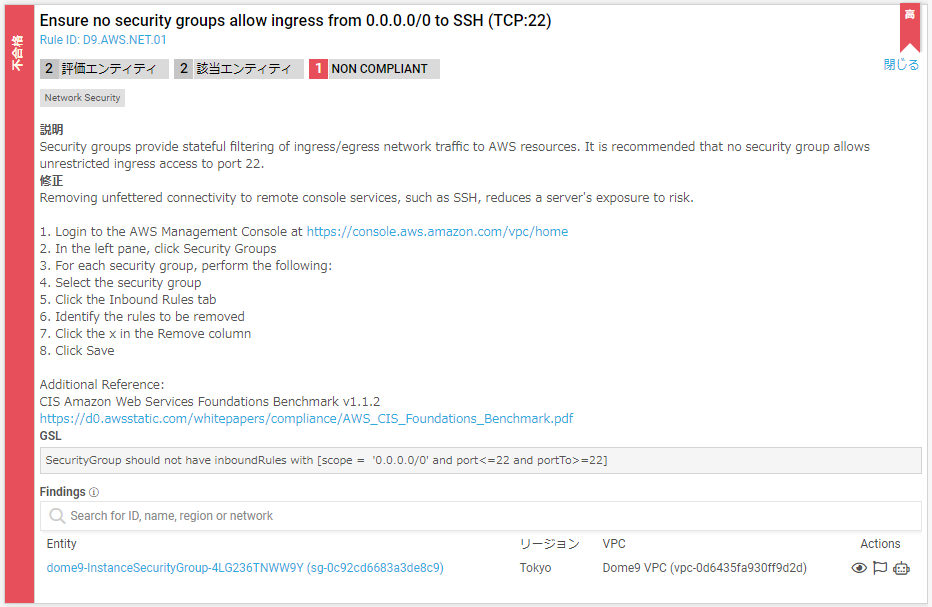 不合格
Ensure no security groups allow ingress from 0.0.0.0/0 to SSH (TCP:22)
高
Rule ID: D9.AWS.NET.01
閉じる
2 評価エンティティ 2 該当エンティティ 1 NON COMPLIANT
Network Security
説明
Security groups provide stateful filtering of ingress/egress network traffic to AWS resources. It is recommended that no security group allows
unrestricted ingress access to port 22.
修正
Removing unfettered connectivity to remote console services, such as SSH, reduces a server's exposure to risk.
1. Login to the AWS Management Console at https://console.aws.amazon.com/vpc/home
2. In the left pane, click Security Groups
3. For each security group, perform the following:
4. Select the security group
5. Click the Inbound Rules tab
6. Identify the rules to be removed
7. Click the x in the Remove column
8. Click Save
Additional Reference:
CIS Amazon Web Services Foundations Benchmark v1.1.2
https://d0.awsstatic.com/whitepapers/compliance/AWS_CIS_Foundations_Benchmark.pdf
GSL
SecurityGroup should not have inboundRules with [scope = '0.0.0.0/0' and port<=22 and portTo>=22]
Findings
Search for ID, name, region or network
Entity リージョン VPC Actions
dome9-InstanceSecurityGroup-4LG236TNWW9Y (sg-0c92cd6683a3de8c9) Tokyo Dome9 VPC (vpc-0d6435fa930ff9d2d)